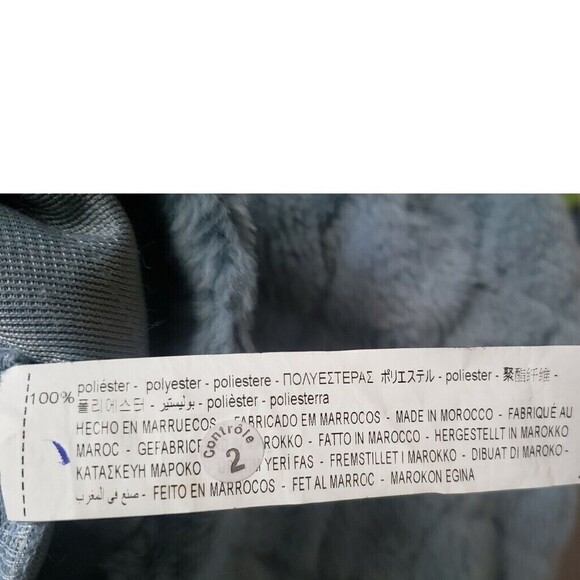 100% poliéster - polyester - poliestere - ΠΟΛΥΕΣΤΕΡΑΣ ポリエステル - poliester - 聚酯纤维 -
폴리에스터 - بوليستير - polièster - poliesterra
HECHO EN MARRUECOS - FABRICADO EM MARROCOS - MADE IN MOROCCO - FABRIQUÉ AU
MAROC - MAROKKO - FATTO IN MAROCCO - HERGESTELLT IN MAROKKO
ΚΑΤΑΣΚΕΥΗ ΜΑΡΟΚΟ YERİ FAS - FREMSTILLET I MAROKKO - DIBUAT DI MAROKO -
صنع في المغرب - FEITO EN MARROCOS - FET AL MARROC - MAROKON EGINA
Contrôle
2